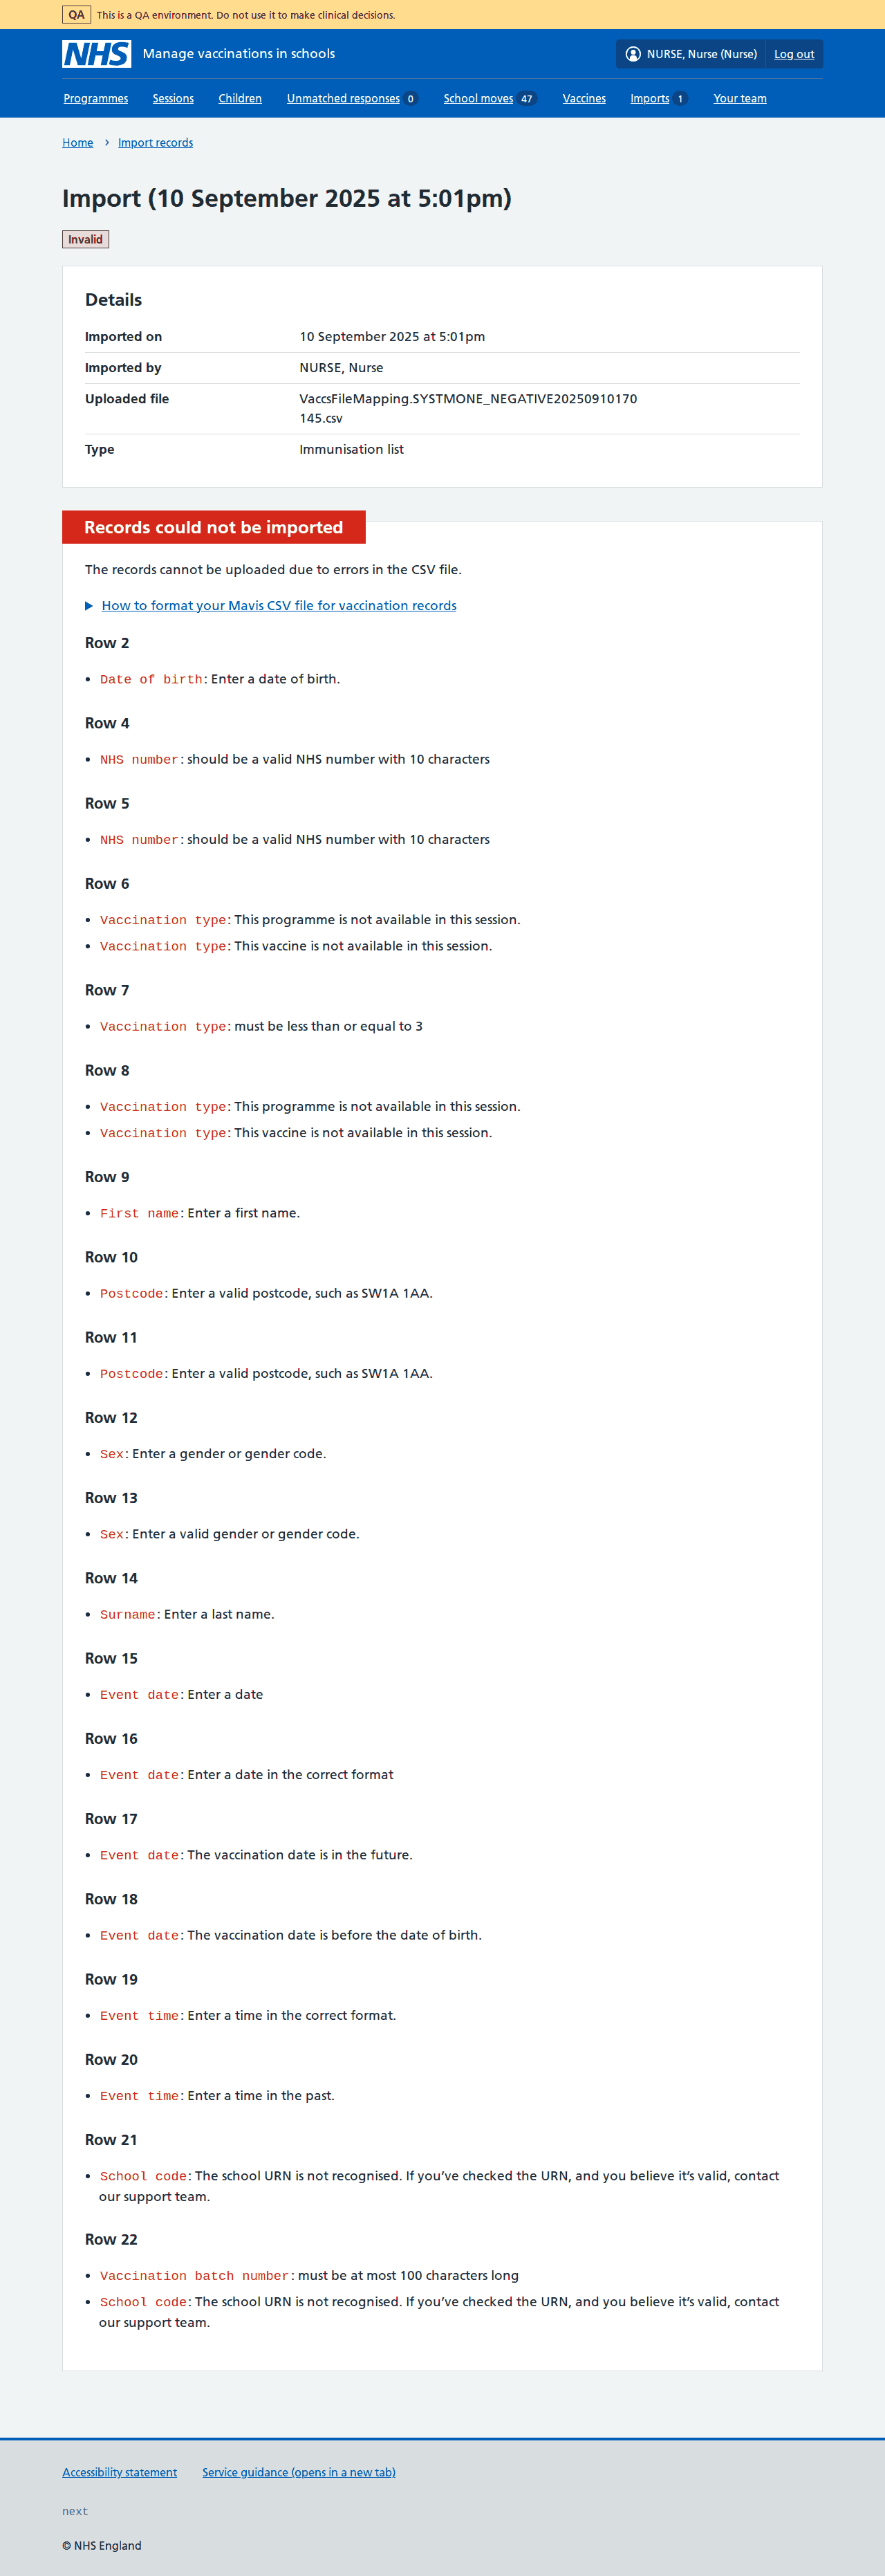 QA This is a QA environment. Do not use it to make clinical decisions.
NHS Manage vaccinations in schools NURSE, Nurse (Nurse) Log out
Programmes Sessions Children Unmatched responses 0 School moves 47 Vaccines Imports 1 Your team
Home › Import records
Import (10 September 2025 at 5:01pm)
Invalid
Details
Imported on 10 September 2025 at 5:01pm
Imported by NURSE, Nurse
Uploaded file VaccsFileMapping.SYSTMONE_NEGATIVE20250910170
145.csv
Type Immunisation list
Records could not be imported
The records cannot be uploaded due to errors in the CSV file.
How to format your Mavis CSV file for vaccination records
Row 2
• Date of birth: Enter a date of birth.
Row 4
• NHS number: should be a valid NHS number with 10 characters
Row 5
• NHS number: should be a valid NHS number with 10 characters
Row 6
• Vaccination type: This programme is not available in this session.
• Vaccination type: This vaccine is not available in this session.
Row 7
• Vaccination type: must be less than or equal to 3
Row 8
• Vaccination type: This programme is not available in this session.
• Vaccination type: This vaccine is not available in this session.
Row 9
• First name: Enter a first name.
Row 10
• Postcode: Enter a valid postcode, such as SW1A 1AA.
Row 11
• Postcode: Enter a valid postcode, such as SW1A 1AA.
Row 12
• Sex: Enter a gender or gender code.
Row 13
• Sex: Enter a valid gender or gender code.
Row 14
• Surname: Enter a last name.
Row 15
• Event date: Enter a date
Row 16
• Event date: Enter a date in the correct format
Row 17
• Event date: The vaccination date is in the future.
Row 18
• Event date: The vaccination date is before the date of birth.
Row 19
• Event time: Enter a time in the correct format.
Row 20
• Event time: Enter a time in the past.
Row 21
• School code: The school URN is not recognised. If you’ve checked the URN, and you believe it’s valid, contact
our support team.
Row 22
• Vaccination batch number: must be at most 100 characters long
• School code: The school URN is not recognised. If you’ve checked the URN, and you believe it’s valid, contact
our support team.
Accessibility statement Service guidance (opens in a new tab)
next
© NHS England